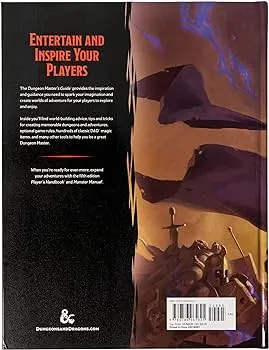 ENTERTAIN AND
INSPIRE YOUR
PLAYERS
The Dungeon Master's Guide® provides the inspiration
and guidance you need to spark your imagination and
create worlds of adventure for your players to explore
and enjoy.
Inside you'll find world-building advice, tips and tricks
for creating memorable dungeons and adventures,
optional game rules, hundreds of classic D&D® magic
items, and many other tools to help you be a great
Dungeon Master.
When you're ready for even more, expand
your adventures with the fifth edition
Player's Handbook® and Monster Manual®.
&
DUNGEONSANDDRAGONS.COM